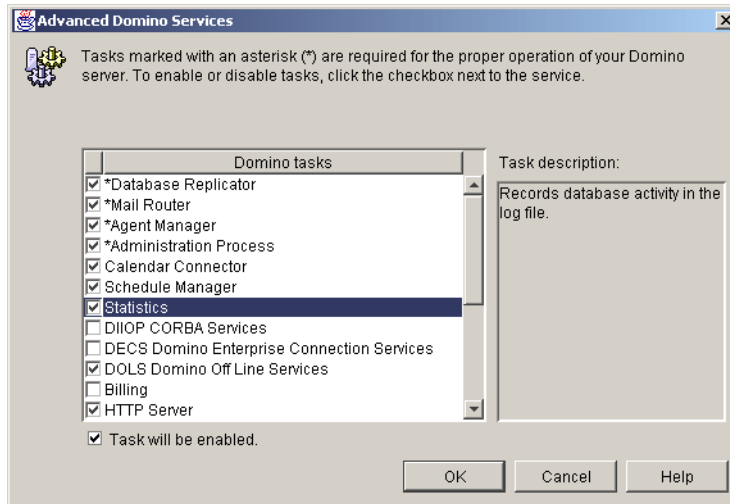 Advanced Domino Services
Tasks marked with an asterisk (*) are required for the proper operation of your Domino
server. To enable or disable tasks, click the checkbox next to the service.
Domino tasks
*Database Replicator
*Mail Router
*Agent Manager
*Administration Process
Calendar Connector
Schedule Manager
Statistics
DIIOP CORBA Services
DECS Domino Enterprise Connection Services
DOLS Domino Off Line Services
Billing
HTTP Server
Task description:
Records database activity in the
log file.
Task will be enabled.
OK
Cancel
Help